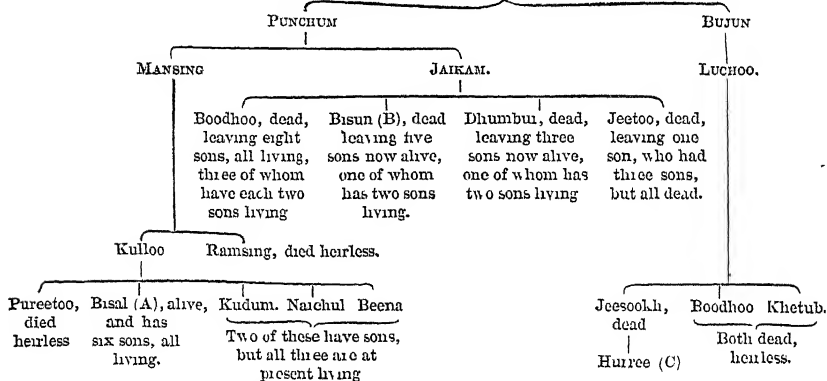 PUNCHUM BUJUN
MANSING JAIKAM. LUCHOO.
Boodhoo, dead,
leaving eight
sons, all living,
three of whom
have each two
sons living
Bisun (B), dead
leaving five
sons now alive,
one of whom
has two sons
living.
Dhumbui, dead,
leaving three
sons now alive,
one of whom has
two sons living
Jeetoo, dead,
leaving one
son, who had
three sons,
but all dead.
Kulloo Ramsing, died heirless.
Pureetoo,
died
heirless
Bisal (A), alive,
and has
six sons, all
living.
Kudum. Naichul Beena
Two of these have sons,
but all three are at
present living
Jeesookh,
dead
Hurree (C)
Boodhoo Khetub.
Both dead,
heirless.